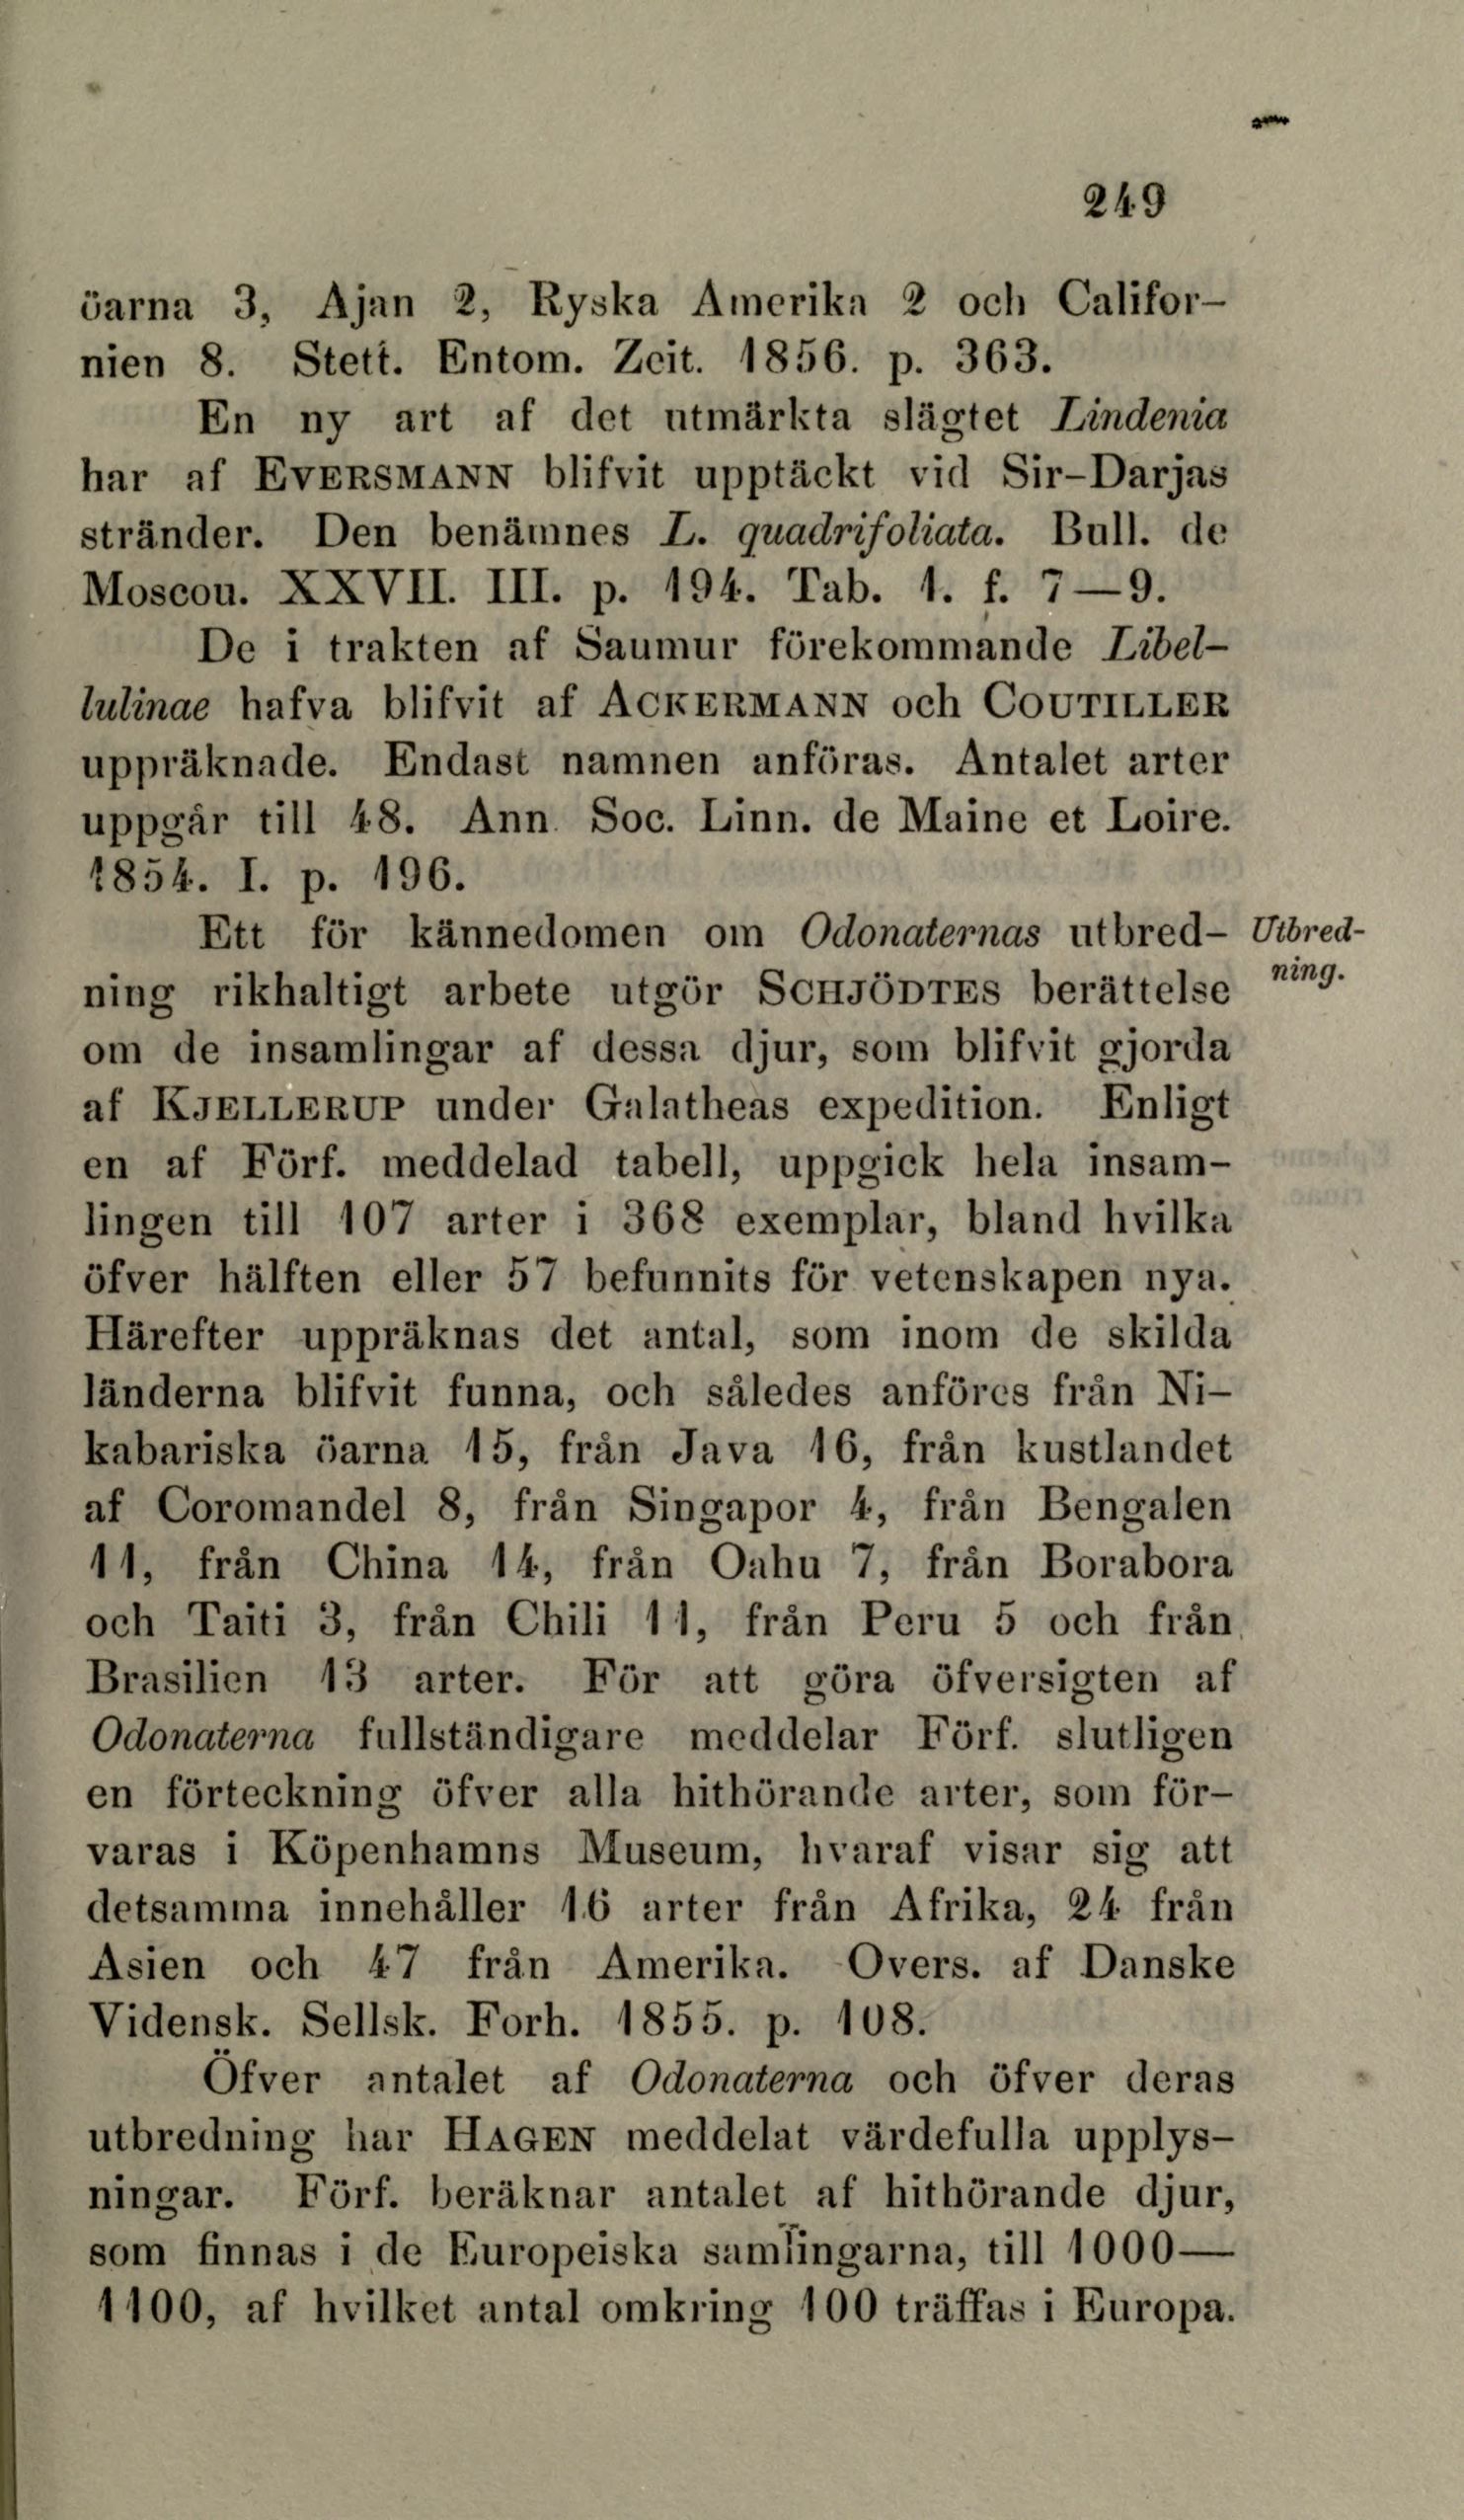 249
öarna 3, Ajan 2, Ryska Amerika 2 och Califor-
nien 8. Stett. Entom. Zeit. 1856. p. 363.
En ny art af det utmärkta slägtet Lindenia
har af EVERSMANN blifvit upptäckt vid Sir-Darjas
stränder. Den benämnes L. quadrifoliata. Bull. de
Moscou. XXVII. III. p. 194. Tab. 1. f. 7—9.
De i trakten af Saumur förekommande Libel-
lulinae hafva blifvit af ACKERMANN och COUTILLER
uppräknade. Endast namnen anföras. Antalet arter
uppgår till 48. Ann. Soc. Linn. de Maine et Loire.
1854. I. p. 196.
Ett för kännedomen om Odonaternas utbred- Utbred-
ning rikhaltigt arbete utgör SCHJÖDTES berättelse ning.
om de insamlingar af dessa djur, som blifvit gjorda
af KJELLERUP under Galatheas expedition. Enligt
en af Förf. meddelad tabell, uppgick hela insam-
lingen till 107 arter i 368 exemplar, bland hvilka
öfver hälften eller 57 befunnits för vetenskapen nya.
Härefter uppräknas det antal, som inom de skilda
länderna blifvit funna, och således anföres från Ni-
kabariska öarna 15, från Java 16, från kustlandet
af Coromandel 8, från Singapor 4, från Bengalen
11, från China 14, från Oahu 7, från Borabora
och Taiti 3, från Chili 11, från Peru 5 och från
Brasilien 13 arter. För att göra öfversigten af
Odonaterna fullständigare meddelar Förf. slutligen
en förteckning öfver alla hithörande arter, som för-
varas i Köpenhamns Museum, hvaraf visar sig att
detsamma innehåller 16 arter från Afrika, 24 från
Asien och 47 från Amerika. Overs. af Danske
Vidensk. Sellsk. Forh. 1855. p. 108.
Öfver antalet af Odonaterna och öfver deras
utbredning har HAGEN meddelat värdefulla upplys-
ningar. Förf. beräknar antalet af hithörande djur,
som finnas i de Europeiska samlingarna, till 1000—
1100, af hvilket antal omkring 100 träffas i Europa.